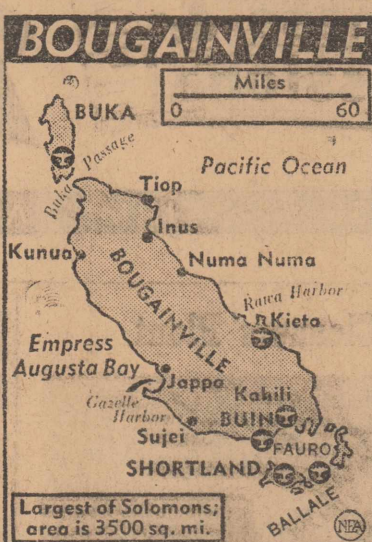 BOUGAINVILLE
Miles
0 60
BUKA
Buka Passage
Pacific Ocean
Tiop
Inus
Kunua
Numa Numa
BOUGAINVILLE
Rawa Harbor
Kieta
Empress
Augusta Bay
Jappa
Gazelle
Harbor
Kahili
BUIN
Sujei
FAURO
SHORTLAND
BALLALE
Largest of Solomons;
area is 3500 sq. mi.
NEA